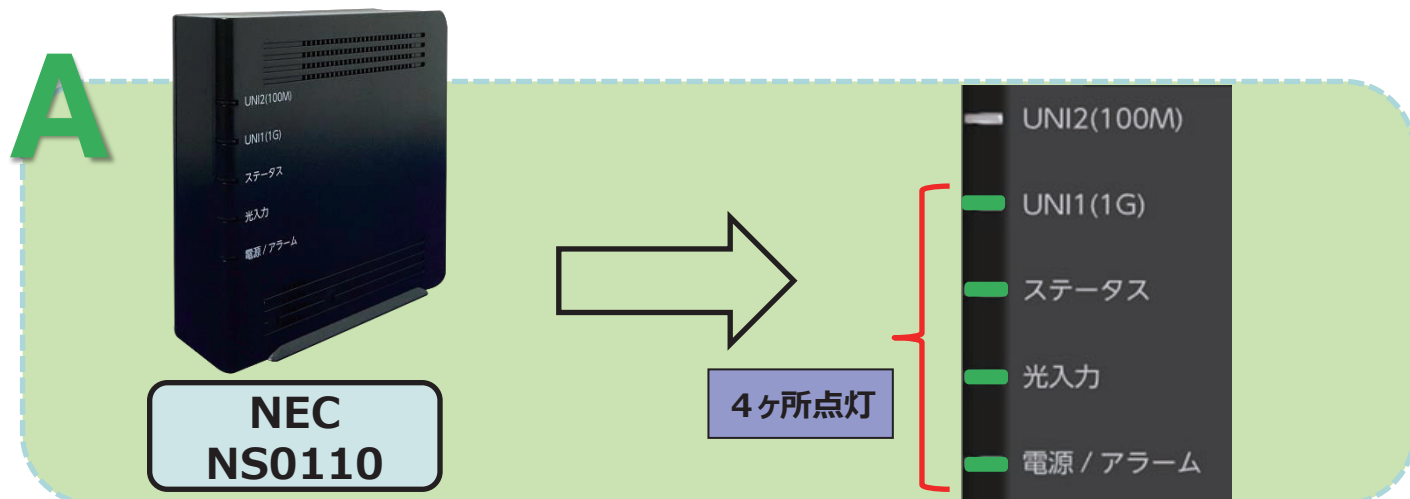 A
UNI2(100M)
UNI1(1G)
ステータス
光入力
電源 / アラーム
NEC
NS0110
4ヶ所点灯
UNI2(100M)
UNI1(1G)
ステータス
光入力
電源 / アラーム